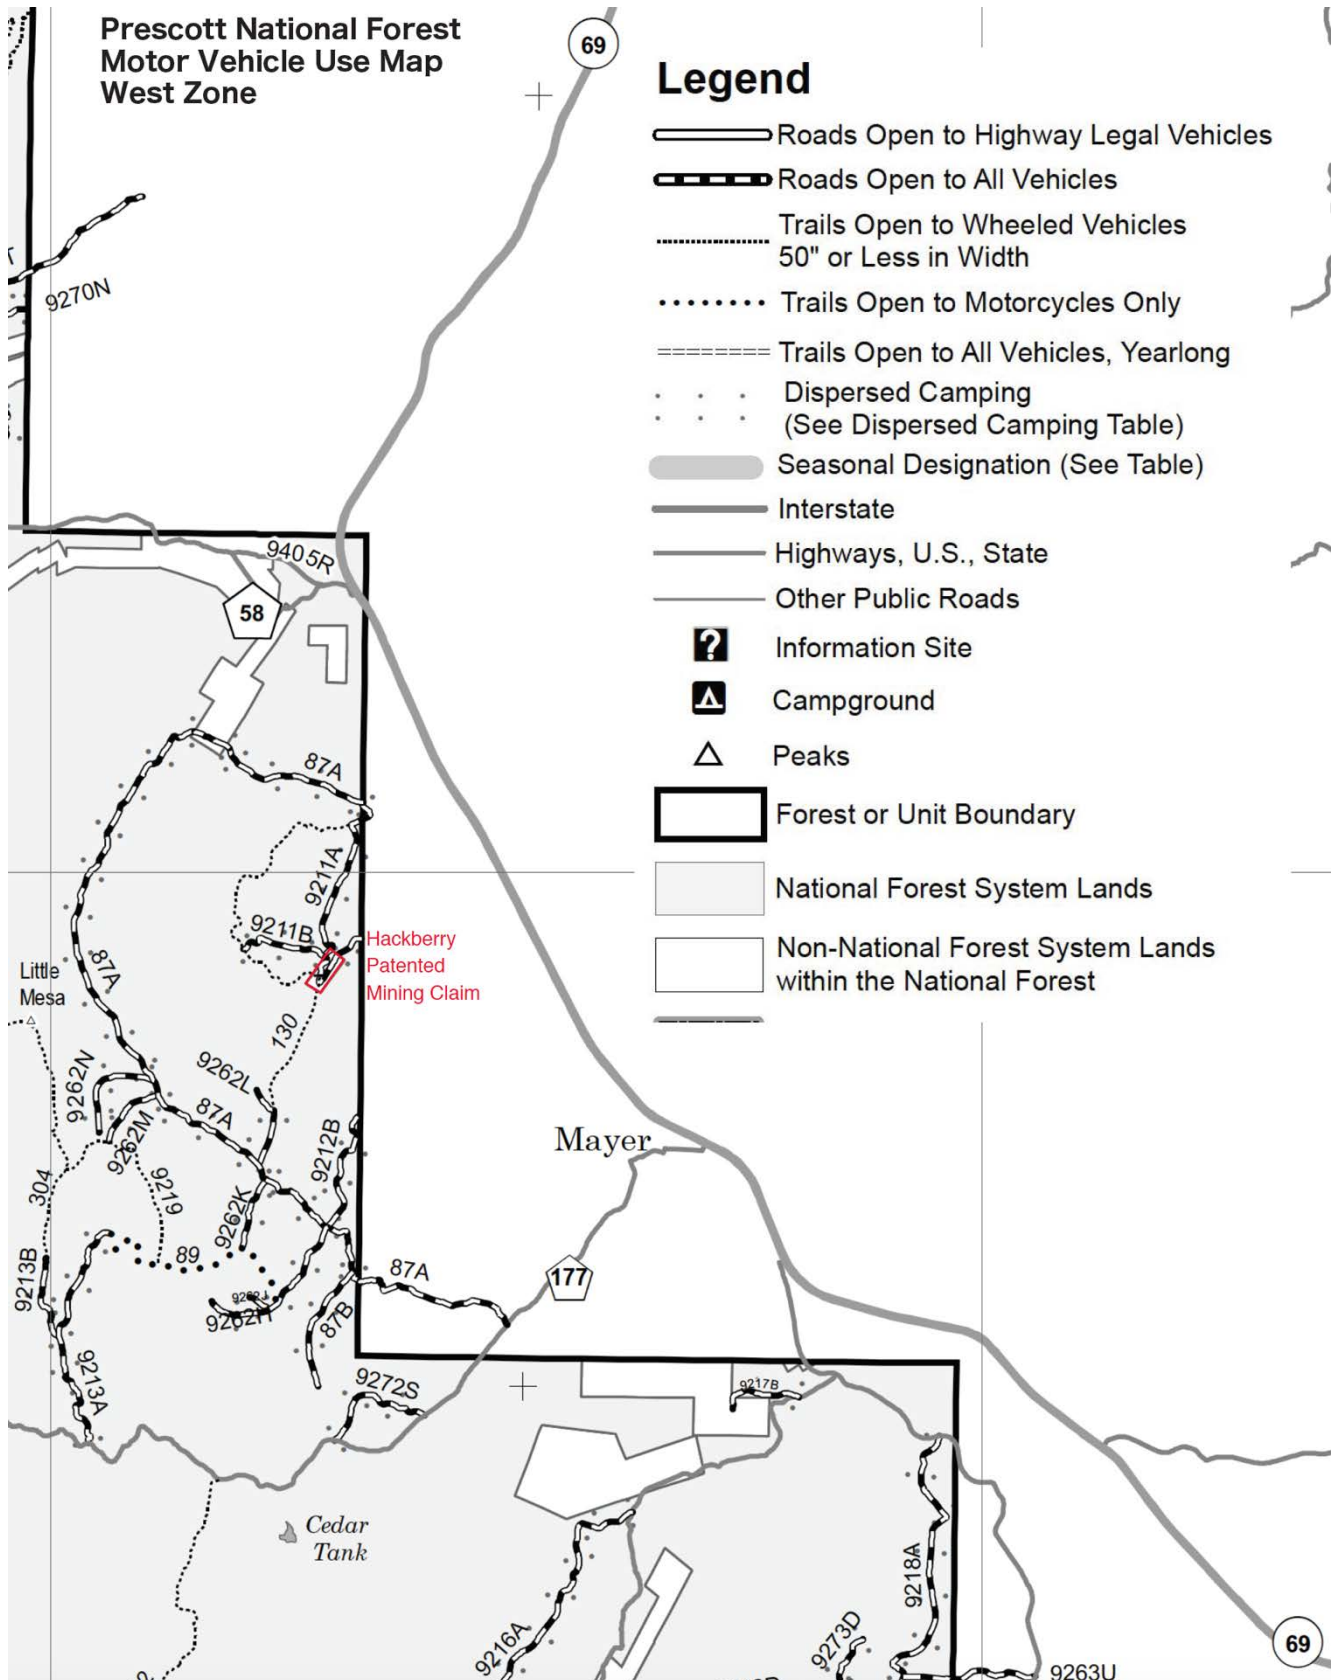 Prescott National Forest
Motor Vehicle Use Map
West Zone
69
Legend
Roads Open to Highway Legal Vehicles
Roads Open to All Vehicles
Trails Open to Wheeled Vehicles
50" or Less in Width
Trails Open to Motorcycles Only
Trails Open to All Vehicles, Yearlong
Dispersed Camping
(See Dispersed Camping Table)
Seasonal Designation (See Table)
Interstate
Highways, U.S., State
Other Public Roads
?
Information Site
Campground
Peaks
Forest or Unit Boundary
National Forest System Lands
Non-National Forest System Lands
within the National Forest
9270N
9405R
58
87A
9211A
9211B
Hackberry
Patented
Mining Claim
87A
Little
Mesa
130
9262N
9262L
87A
9262M
9212B
Mayer
304
9219
9262K
89
9213B
87A
177
9262H
87B
9213A
9272S
9217B
Cedar
Tank
9218A
9216A
9273D
69
9263U